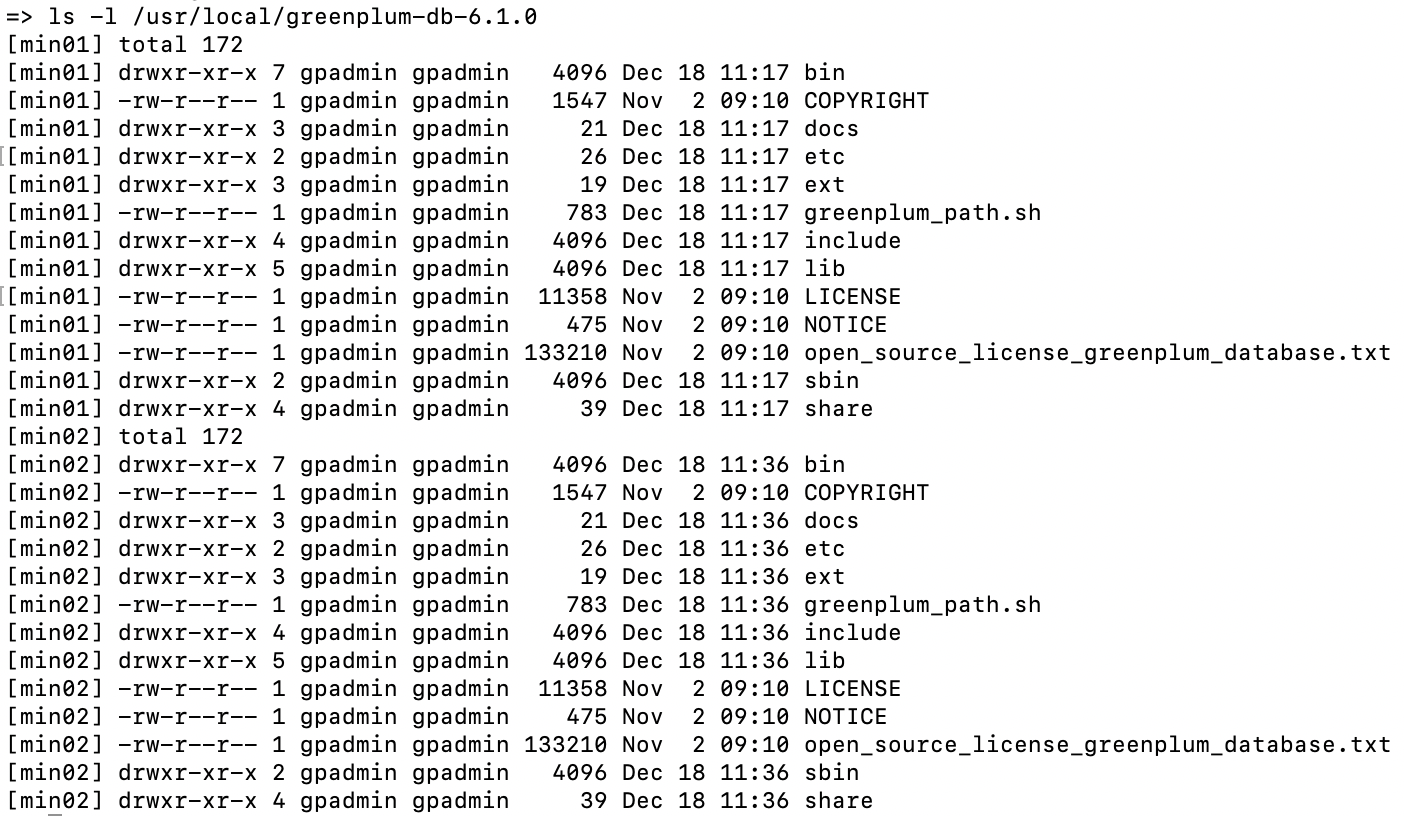 => ls -l /usr/local/greenplum-db-6.1.0
[min01] total 172
[min01] drwxr-xr-x 7 gpadmin gpadmin   4096 Dec 18 11:17 bin
[min01] -rw-r--r-- 1 gpadmin gpadmin   1547 Nov  2 09:10 COPYRIGHT
[min01] drwxr-xr-x 3 gpadmin gpadmin     21 Dec 18 11:17 docs
[[min01] drwxr-xr-x 2 gpadmin gpadmin     26 Dec 18 11:17 etc
[min01] drwxr-xr-x 3 gpadmin gpadmin     19 Dec 18 11:17 ext
[min01] -rw-r--r-- 1 gpadmin gpadmin    783 Dec 18 11:17 greenplum_path.sh
[min01] drwxr-xr-x 4 gpadmin gpadmin   4096 Dec 18 11:17 include
[min01] drwxr-xr-x 5 gpadmin gpadmin   4096 Dec 18 11:17 lib
[[min01] -rw-r--r-- 1 gpadmin gpadmin  11358 Nov  2 09:10 LICENSE
[min01] -rw-r--r-- 1 gpadmin gpadmin    475 Nov  2 09:10 NOTICE
[min01] -rw-r--r-- 1 gpadmin gpadmin 133210 Nov  2 09:10 open_source_license_greenplum_database.txt
[min01] drwxr-xr-x 2 gpadmin gpadmin   4096 Dec 18 11:17 sbin
[min01] drwxr-xr-x 4 gpadmin gpadmin     39 Dec 18 11:17 share
[min02] total 172
[min02] drwxr-xr-x 7 gpadmin gpadmin   4096 Dec 18 11:36 bin
[min02] -rw-r--r-- 1 gpadmin gpadmin   1547 Nov  2 09:10 COPYRIGHT
[min02] drwxr-xr-x 3 gpadmin gpadmin     21 Dec 18 11:36 docs
[min02] drwxr-xr-x 2 gpadmin gpadmin     26 Dec 18 11:36 etc
[min02] drwxr-xr-x 3 gpadmin gpadmin     19 Dec 18 11:36 ext
[min02] -rw-r--r-- 1 gpadmin gpadmin    783 Dec 18 11:36 greenplum_path.sh
[min02] drwxr-xr-x 4 gpadmin gpadmin   4096 Dec 18 11:36 include
[min02] drwxr-xr-x 5 gpadmin gpadmin   4096 Dec 18 11:36 lib
[min02] -rw-r--r-- 1 gpadmin gpadmin  11358 Nov  2 09:10 LICENSE
[min02] -rw-r--r-- 1 gpadmin gpadmin    475 Nov  2 09:10 NOTICE
[min02] -rw-r--r-- 1 gpadmin gpadmin 133210 Nov  2 09:10 open_source_license_greenplum_database.txt
[min02] drwxr-xr-x 2 gpadmin gpadmin   4096 Dec 18 11:36 sbin
[min02] drwxr-xr-x 4 gpadmin gpadmin     39 Dec 18 11:36 share